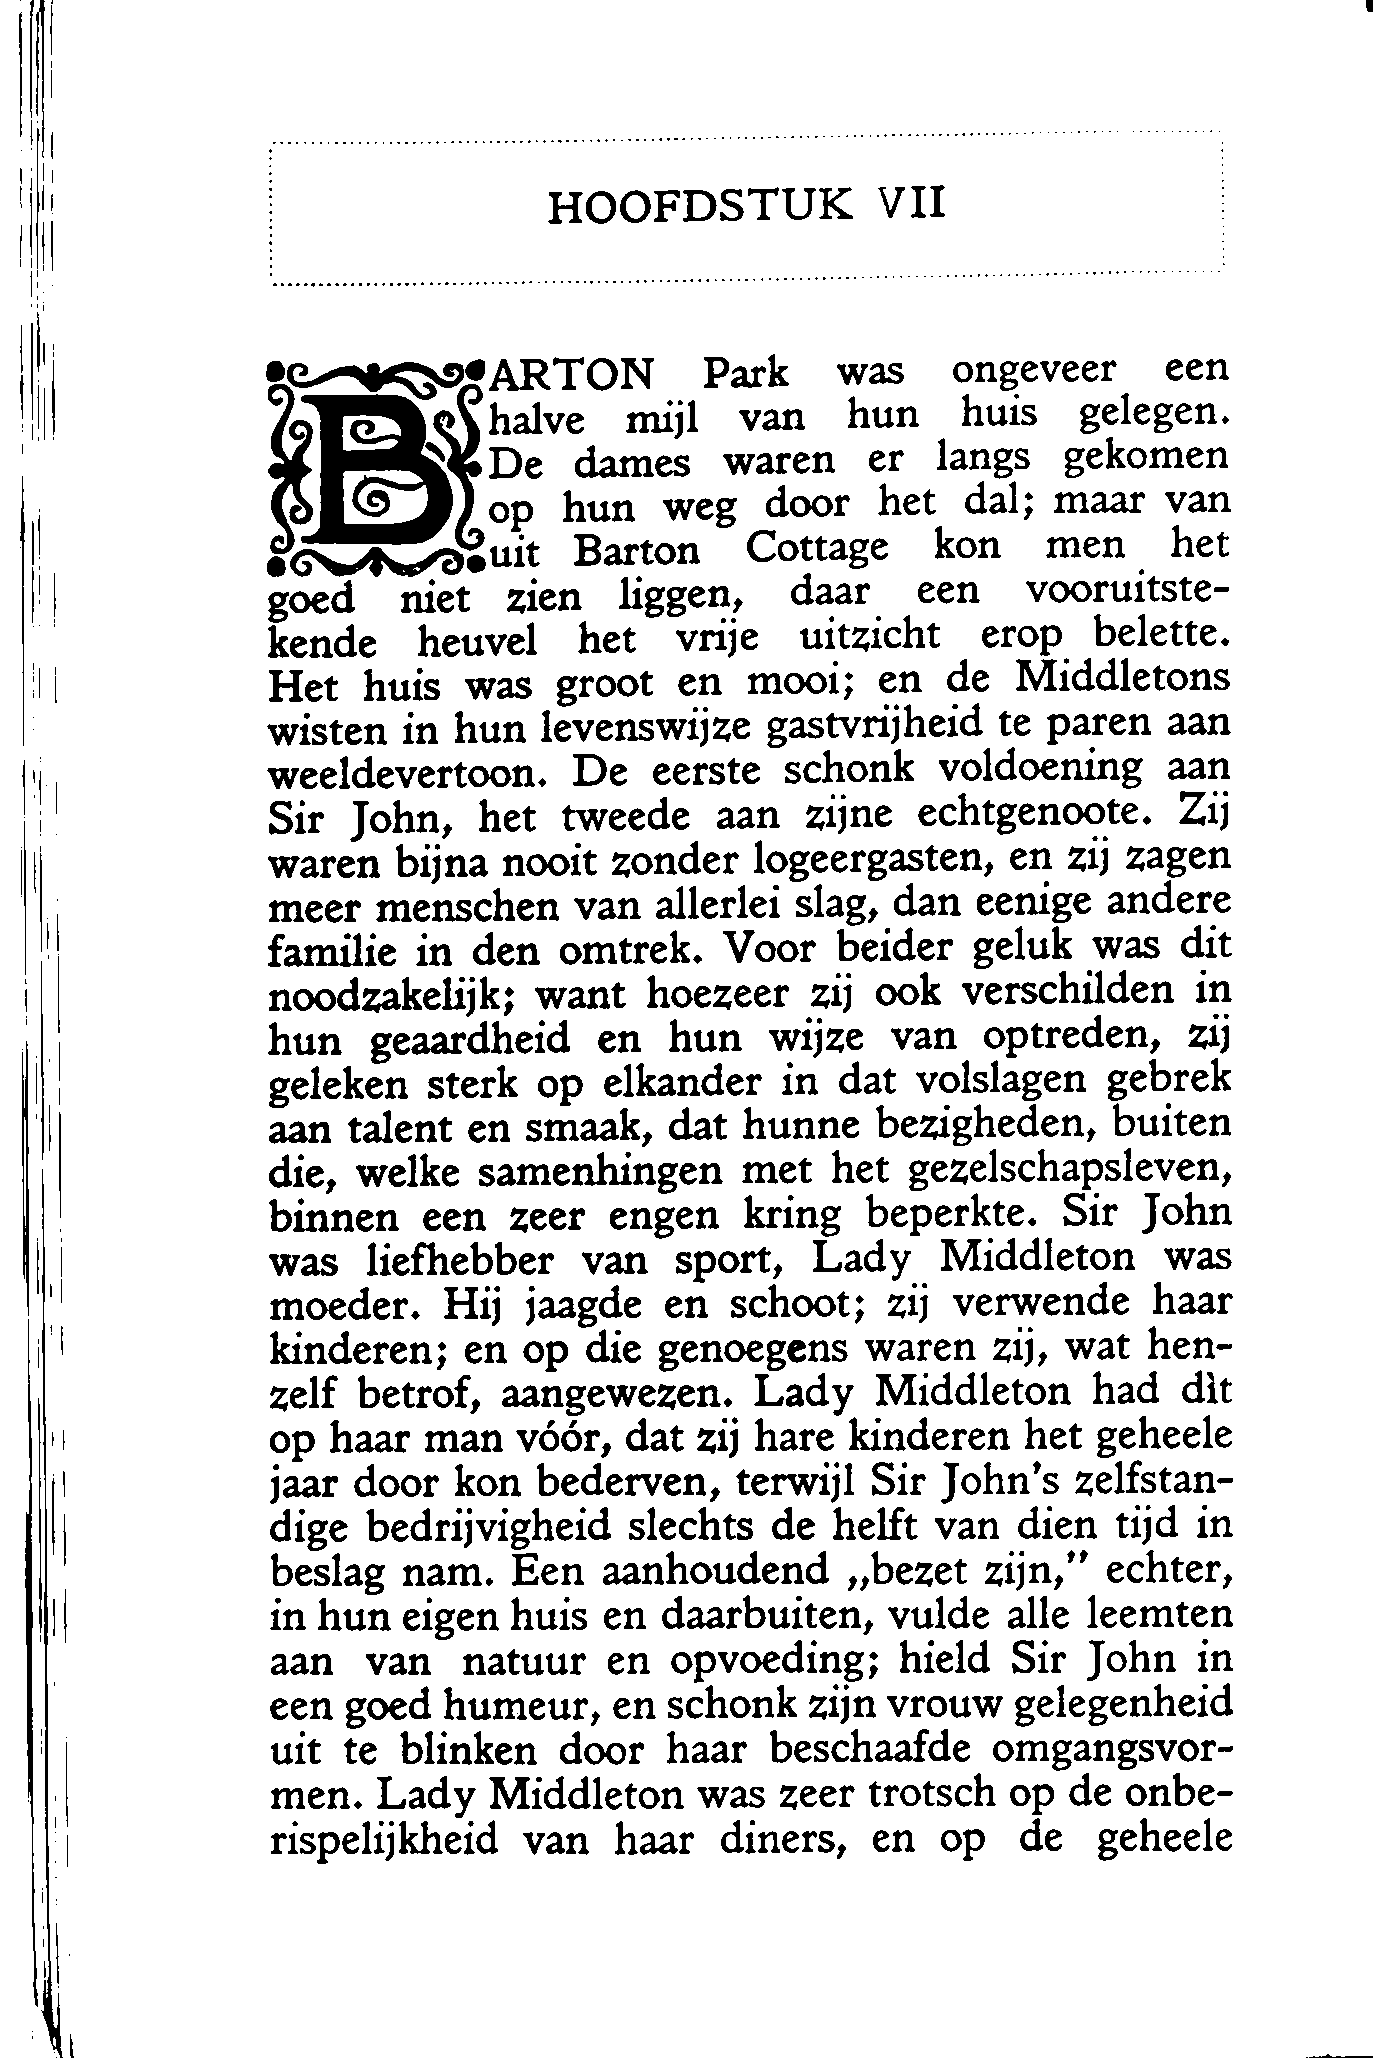 HOOFDSTUK VII
BARTON Park was ongeveer een
halve mijl van hun huis gelegen.
De dames waren er langs gekomen
op hun weg door het dal; maar van
uit Barton Cottage kon men het
goed niet zien liggen, daar een vooruitste-
kende heuvel het vrije uitzicht erop belette.
Het huis was groot en mooi; en de Middletons
wisten in hun levenswijze gastvrijheid te paren aan
weeldevertoon. De eerste schonk voldoening aan
Sir John, het tweede aan zijne echtgenoote. Zij
waren bijna nooit zonder logeergasten, en zij zagen
meer menschen van allerlei slag, dan eenige andere
familie in den omtrek. Voor beider geluk was dit
noodzakelijk; want hoezeer zij ook verschilden in
hun geaardheid en hun wijze van optreden, zij
geleken sterk op elkander in dat volslagen gebrek
aan talent en smaak, dat hunne bezigheden, buiten
die, welke samenhingen met het gezelschapsleven,
binnen een zeer engen kring beperkte. Sir John
was liefhebber van sport, Lady Middleton was
moeder. Hij jaagde en schoot; zij verwende haar
kinderen; en op die genoegens waren zij, wat hen-
zelf betrof, aangewezen. Lady Middleton had dìt
op haar man vóór, dat zij hare kinderen het geheele
jaar door kon bederven, terwijl Sir John's zelfstan-
dige bedrijvigheid slechts de helft van dien tijd in
beslag nam. Een aanhoudend „bezet zijn," echter,
in hun eigen huis en daarbuiten, vulde alle leemten
aan van natuur en opvoeding; hield Sir John in
een goed humeur, en schonk zijn vrouw gelegenheid
uit te blinken door haar beschaafde omgangsvor-
men. Lady Middleton was zeer trotsch op de onbe-
rispelijkheid van haar diners, en op de geheele